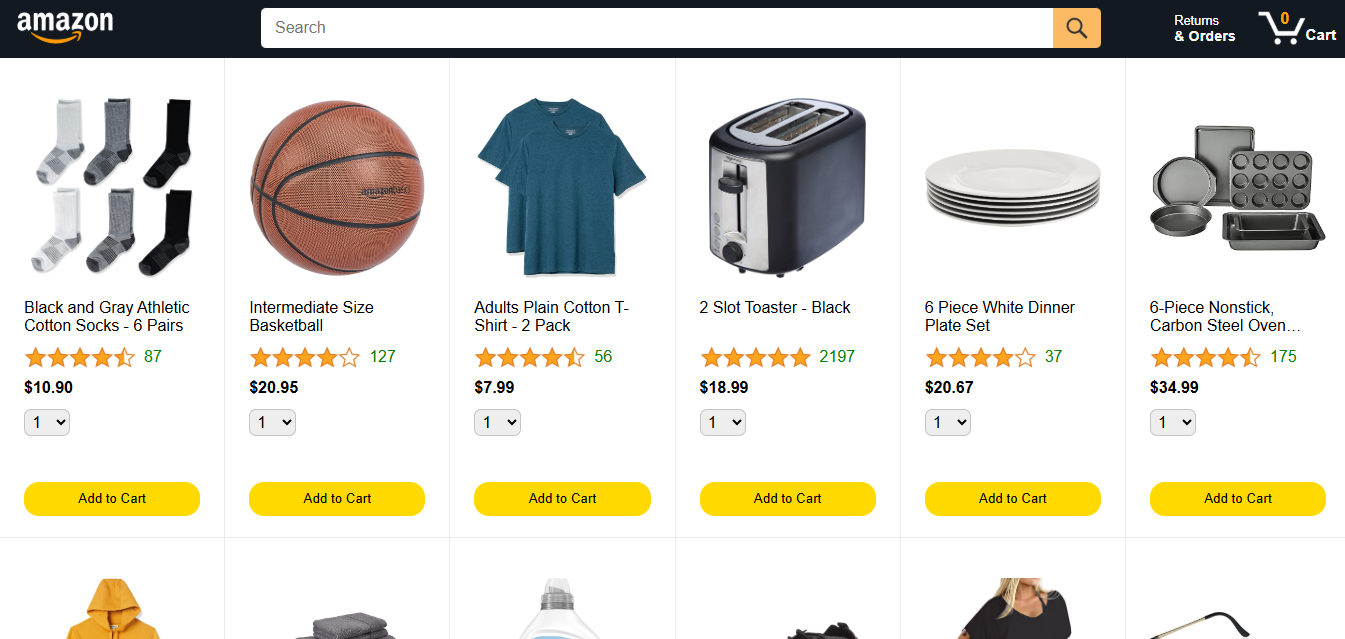 amazon
Search
Returns
& Orders
0
Cart
amazonbasics
Black and Gray Athletic
Cotton Socks - 6 Pairs
87
$10.90
1
Add to Cart
Intermediate Size
Basketball
127
$20.95
1
Add to Cart
Adults Plain Cotton T-
Shirt - 2 Pack
56
$7.99
1
Add to Cart
2 Slot Toaster - Black
2197
$18.99
1
Add to Cart
6 Piece White Dinner
Plate Set
37
$20.67
1
Add to Cart
6-Piece Nonstick,
Carbon Steel Oven…
175
$34.99
1
Add to Cart